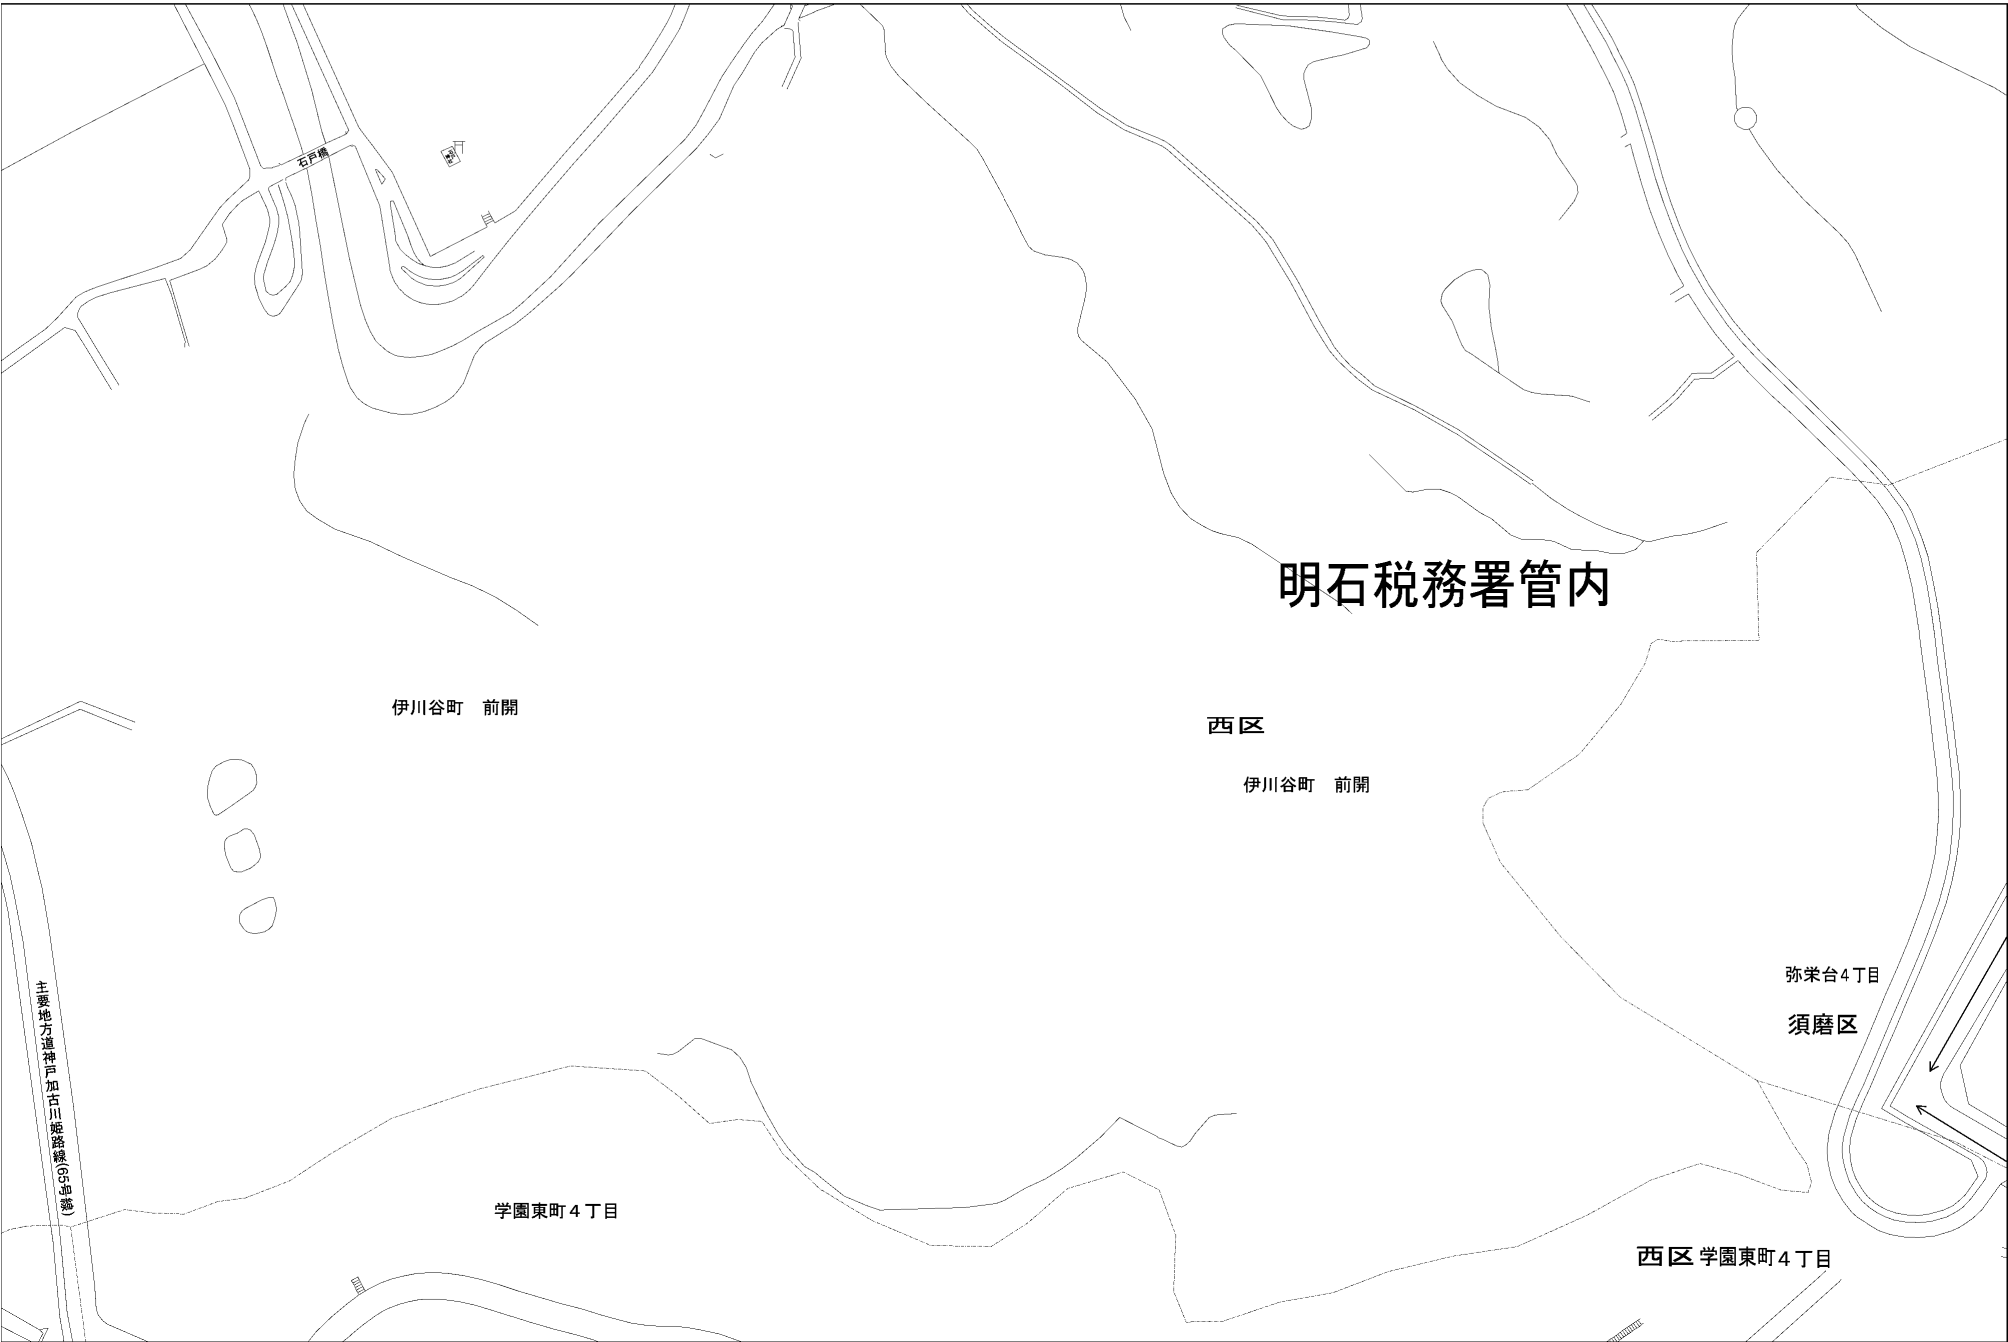 石戸橋
明石税務署管内
伊川谷町　前開
西区
伊川谷町　前開
弥栄台4丁目
須磨区
主要地方道神戸加古川姫路線(65号線)
学園東町4丁目
西区 学園東町4丁目